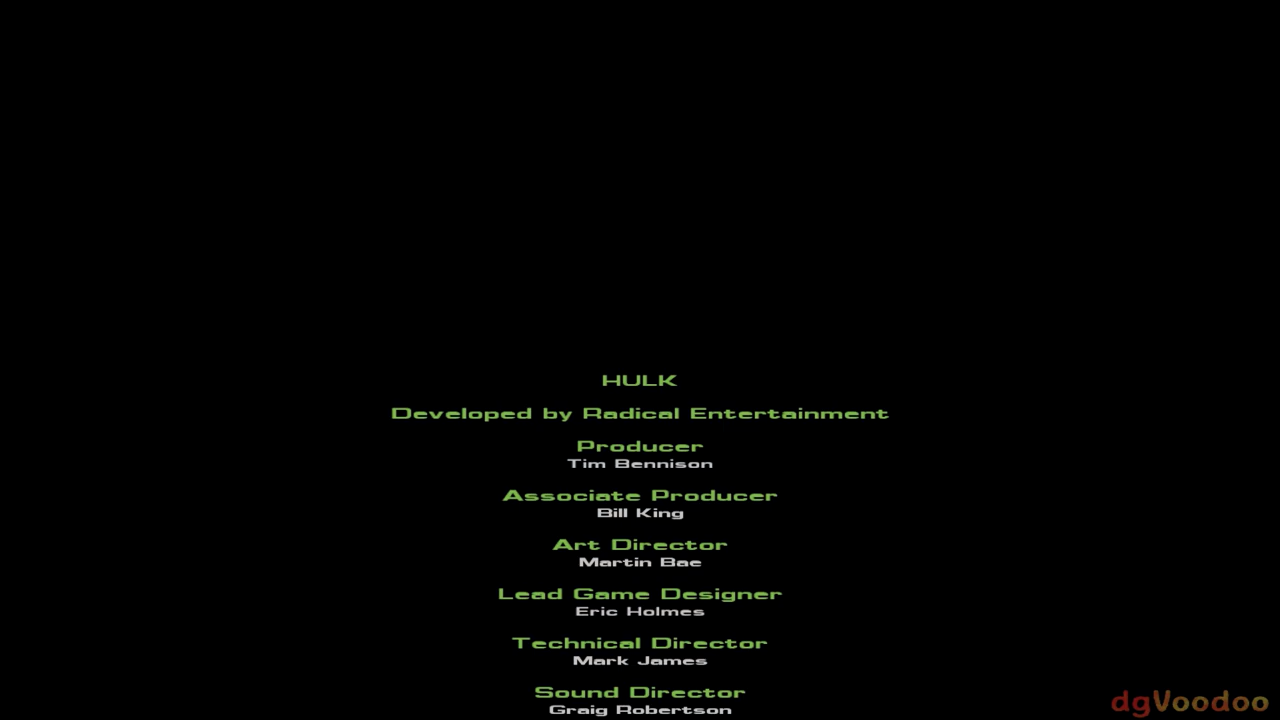 HULK
Developed by Radical Entertainment
Producer
Tim Bennison
Associate Producer
Bill King
Art Director
Martin Bae
Lead Game Designer
Eric Holmes
Technical Director
Mark James
Sound Director
Graig Robertson
dgVoodoo